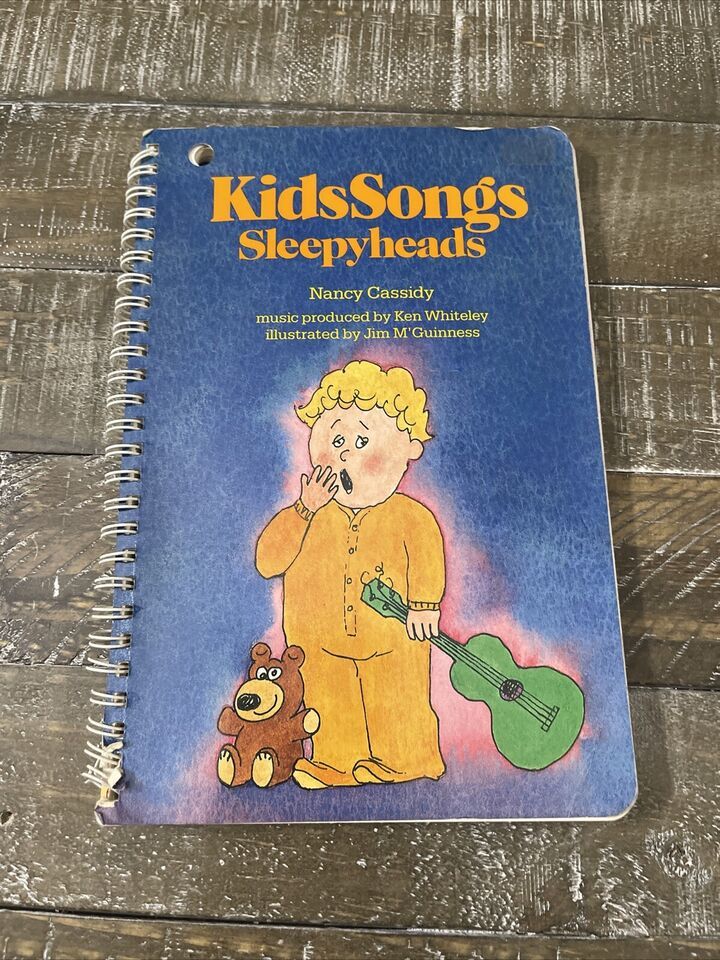 KidsSongs
Sleepyheads
Nancy Cassidy
music produced by Ken Whiteley
illustrated by Jim M'Guinness